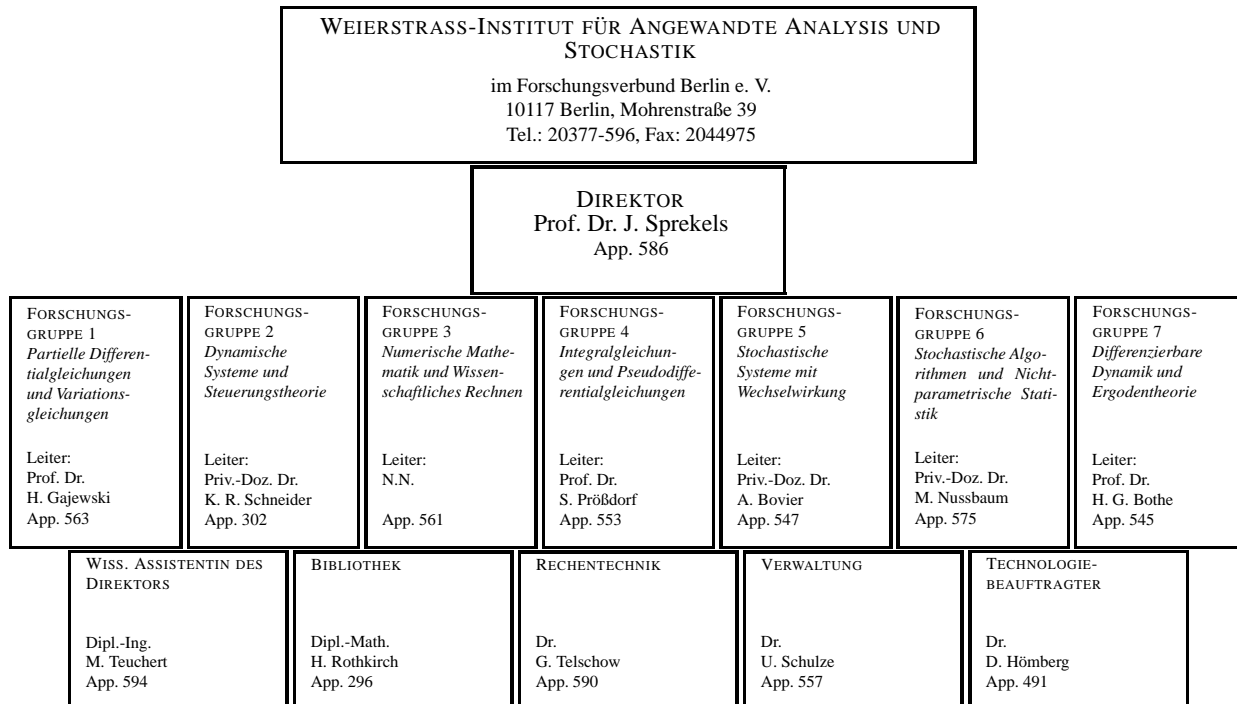 WEIERSTRASS-INSTITUT FÜR ANGEWANDTE ANALYSIS UND
STOCHASTIK
im Forschungsverbund Berlin e. V.
10117 Berlin, Mohrenstraße 39
Tel.: 20377-596, Fax: 2044975
DIREKTOR
Prof. Dr. J. Sprekels
App. 586
FORSCHUNGS-
GRUPPE 1
Partielle Differen-
tialgleichungen
und Variations-
gleichungen
Leiter:
Prof. Dr.
H. Gajewski
App. 563
FORSCHUNGS-
GRUPPE 2
Dynamische
Systeme und
Steuerungstheorie
Leiter:
Priv.-Doz. Dr.
K. R. Schneider
App. 302
FORSCHUNGS-
GRUPPE 3
Numerische Mathe-
matik und Wissen-
schaftliches Rechnen
Leiter:
N.N.
App. 561
FORSCHUNGS-
GRUPPE 4
Integralgleichun-
gen und Pseudodiffe-
rentialgleichungen
Leiter:
Prof. Dr.
S. Prößdorf
App. 553
FORSCHUNGS-
GRUPPE 5
Stochastische
Systeme mit
Wechselwirkung
Leiter:
Priv.-Doz. Dr.
A. Bovier
App. 547
FORSCHUNGS-
GRUPPE 6
Stochastische Algo-
rithmen und Nicht-
parametrische Stati-
stik
Leiter:
Priv.-Doz. Dr.
M. Nussbaum
App. 575
FORSCHUNGS-
GRUPPE 7
Differenzierbare
Dynamik und
Ergodentheorie
Leiter:
Prof. Dr.
H. G. Bothe
App. 545
WISS. ASSISTENTIN DES
DIREKTORS
Dipl.-Ing.
M. Teuchert
App. 594
BIBLIOTHEK
Dipl.-Math.
H. Rothkirch
App. 296
RECHENTECHNIK
Dr.
G. Telschow
App. 590
VERWALTUNG
Dr.
U. Schulze
App. 557
TECHNOLOGIE-
BEAUFTRAGTER
Dr.
D. Hömberg
App. 491